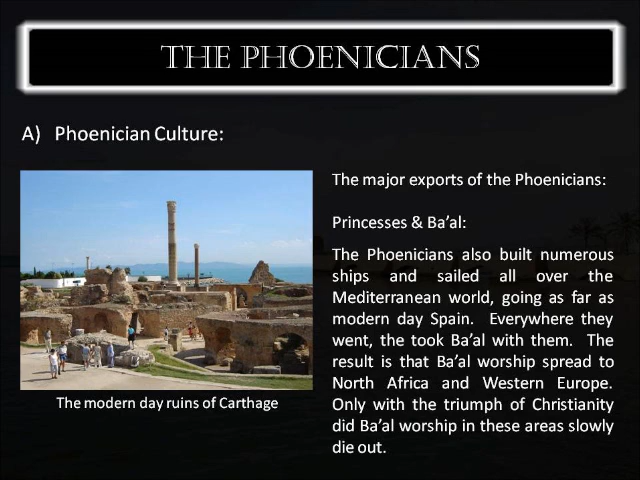 THE PHOENICIANS
A) Phoenician Culture:
The major exports of the Phoenicians:
Princesses & Ba'al:
The Phoenicians also built numerous
ships and sailed all over the
Mediterranean world, going as far as
modern day Spain. Everywhere they
went, the took Ba'al with them. The
result is that Ba'al worship spread to
North Africa and Western Europe.
Only with the triumph of Christianity
did Ba'al worship in these areas slowly
die out.
The modern day ruins of Carthage